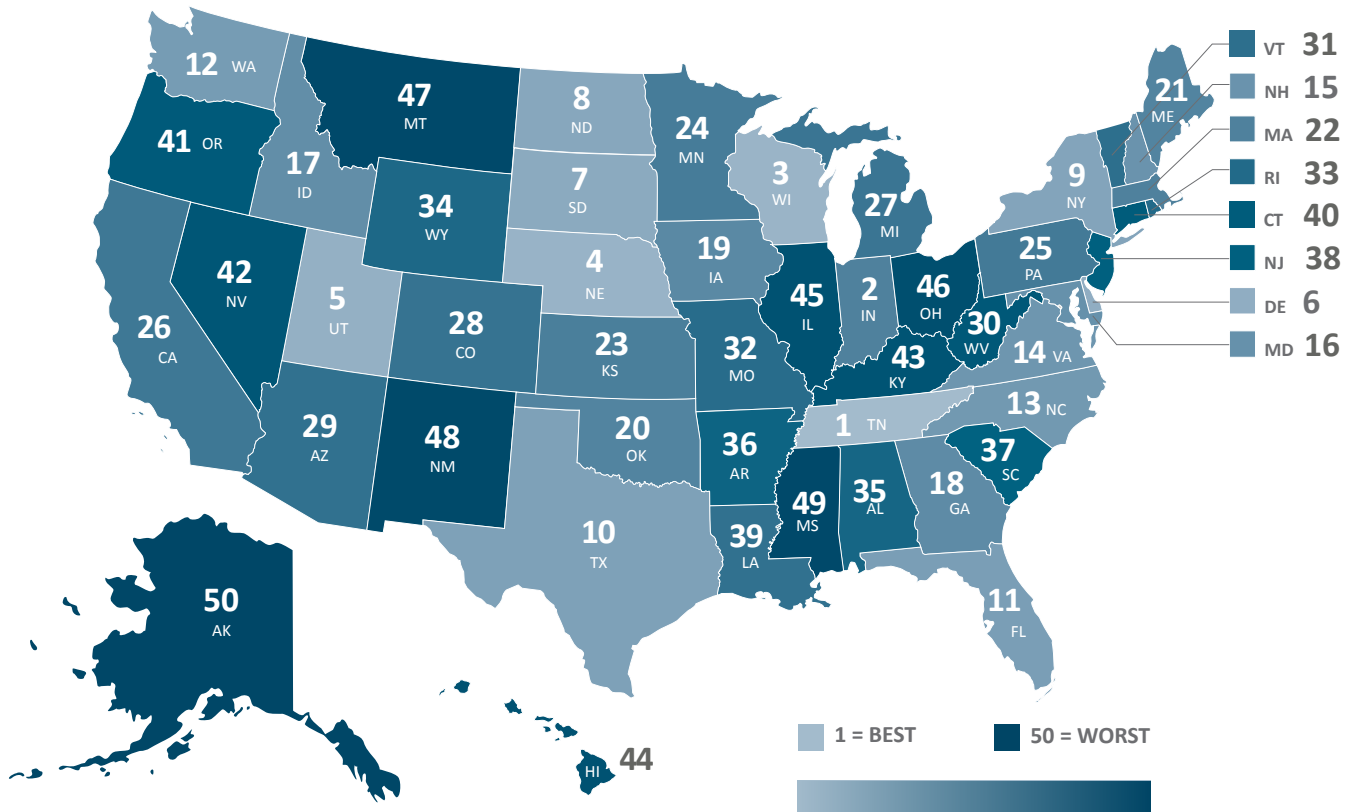 VT 31
12 WA
21
ME
NH 15
47
MT
8
ND
24
MN
MA 22
41 OR
17
ID
7
SD
3
WI
9
NY
RI 33
34
WY
27
MI
CT 40
19
IA
25
PA
NJ 38
42
NV
5
UT
4
NE
45
IL
2
IN
46
OH
DE 6
26
CA
28
CO
23
KS
32
MO
30
WV
14 VA
MD 16
43
KY
29
AZ
48
NM
20
OK
36
AR
1 TN
13 NC
37
SC
10
TX
39
LA
49
MS
35
AL
18
GA
50
AK
11
FL
HI 44
1 = BEST
50 = WORST